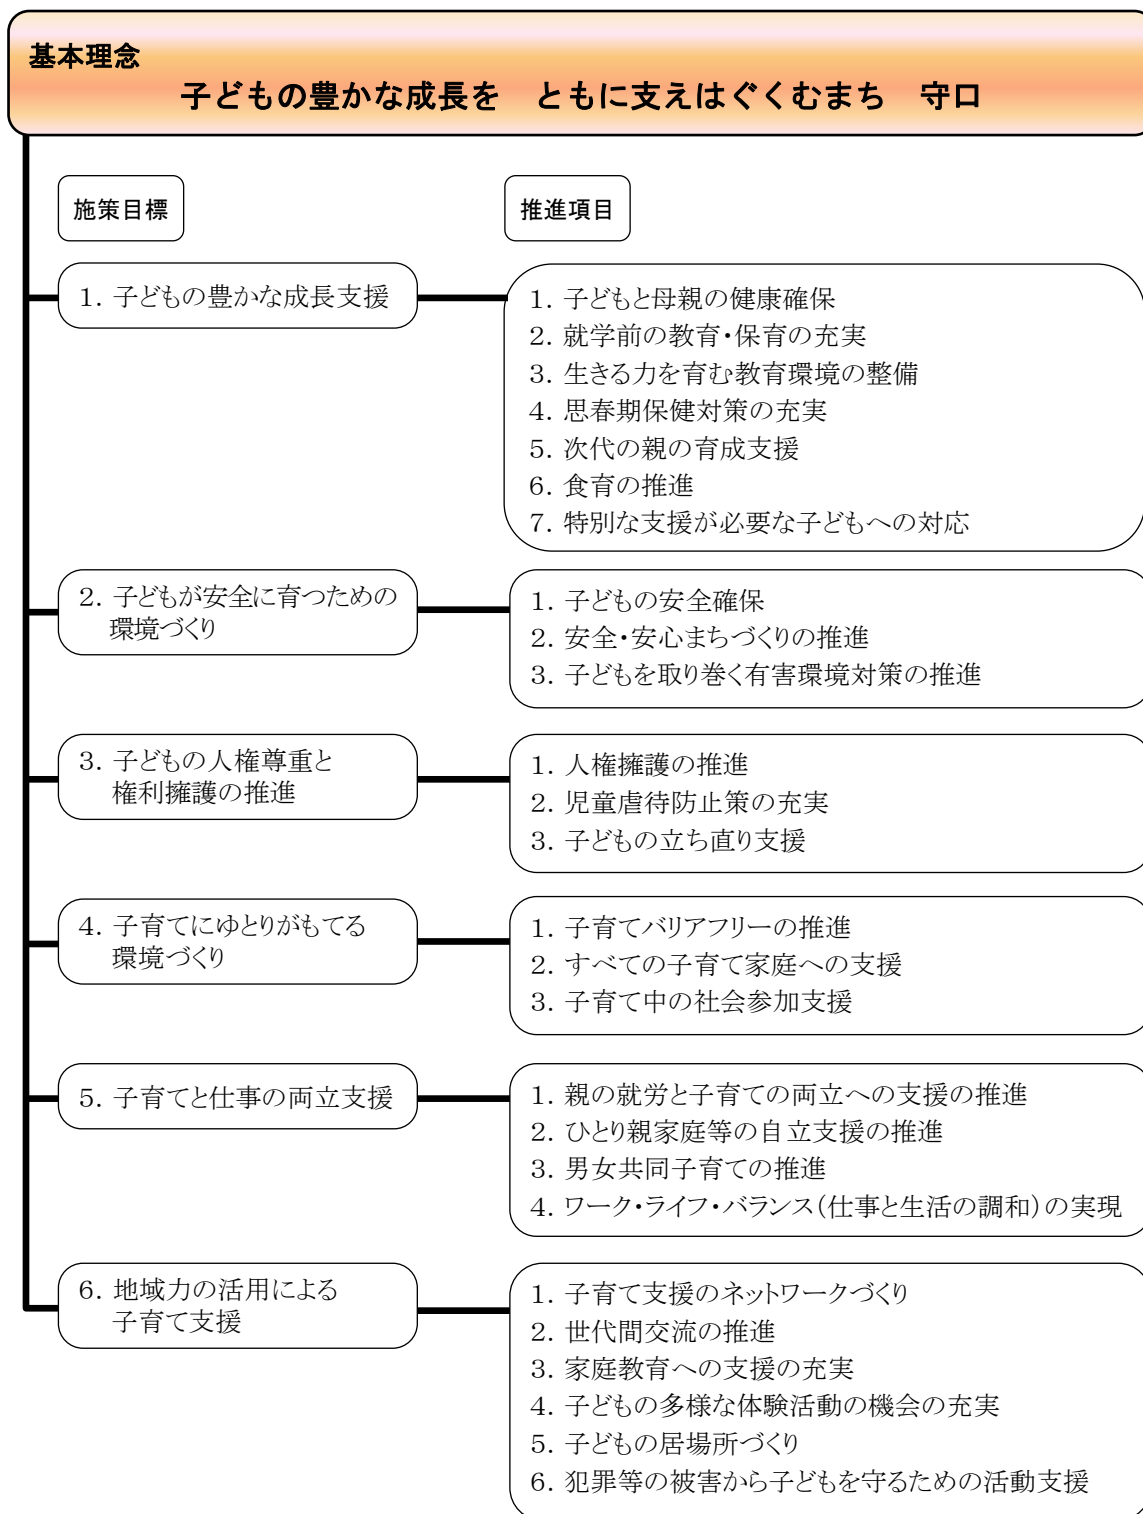 基本理念
子どもの豊かな成長を　ともに支えはぐくむまち　守口
施策目標
推進項目
1. 子どもの豊かな成長支援
1. 子どもと母親の健康確保
2. 就学前の教育・保育の充実
3. 生きる力を育む教育環境の整備
4. 思春期保健対策の充実
5. 次代の親の育成支援
6. 食育の推進
7. 特別な支援が必要な子どもへの対応
2. 子どもが安全に育つための
環境づくり
1. 子どもの安全確保
2. 安全・安心まちづくりの推進
3. 子どもを取り巻く有害環境対策の推進
3. 子どもの人権尊重と
権利擁護の推進
1. 人権擁護の推進
2. 児童虐待防止策の充実
3. 子どもの立ち直り支援
4. 子育てにゆとりがもてる
環境づくり
1. 子育てバリアフリーの推進
2. すべての子育て家庭への支援
3. 子育て中の社会参加支援
5. 子育てと仕事の両立支援
1. 親の就労と子育ての両立への支援の推進
2. ひとり親家庭等の自立支援の推進
3. 男女共同子育ての推進
4. ワーク・ライフ・バランス(仕事と生活の調和)の実現
6. 地域力の活用による
子育て支援
1. 子育て支援のネットワークづくり
2. 世代間交流の推進
3. 家庭教育への支援の充実
4. 子どもの多様な体験活動の機会の充実
5. 子どもの居場所づくり
6. 犯罪等の被害から子どもを守るための活動支援